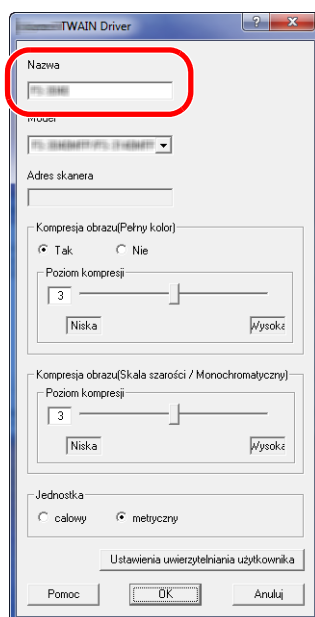 TWAIN Driver
Nazwa
Model
Adres skanera
Kompresja obrazu(Pełny kolor)
Tak Nie
Poziom kompresji
3
Niska Wysoka
Kompresja obrazu(Skala szarości / Monochromatyczny)
Poziom kompresji
3
Niska Wysoka
Jednostka
calowy metryczny
Ustawienia uwierzytelniania użytkownika
Pomoc OK Anuluj